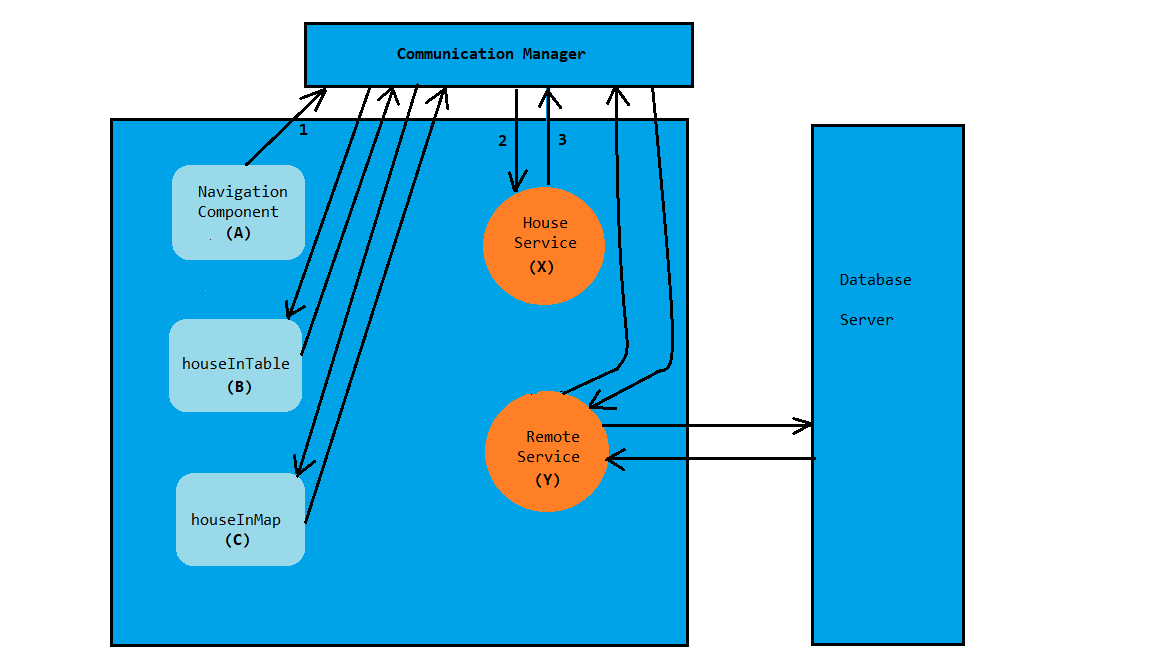 Communication Manager
1
2
3
Navigation
Component
(A)
House
Service
(X)
Database
Server
houseInTable
(B)
Remote
Service
(Y)
houseInMap
(C)